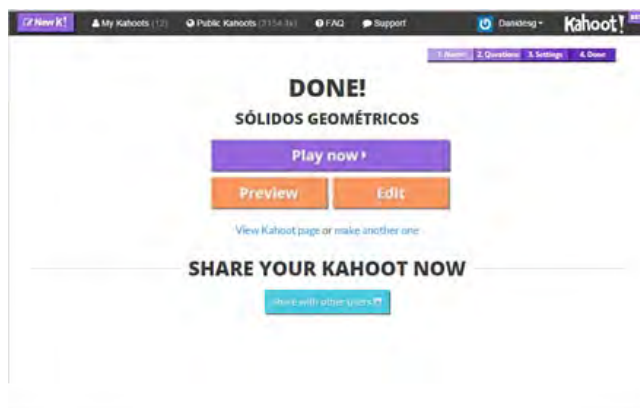 New K! My Kahoots (12) Public Kahoots FAQ Support Danidesg Kahoot!
1. Name 2. Questions 3. Settings 4. Done
DONE!
SÓLIDOS GEOMÉTRICOS
Play now
Preview Edit
View Kahoot page or make another one
SHARE YOUR KAHOOT NOW
Share with other users